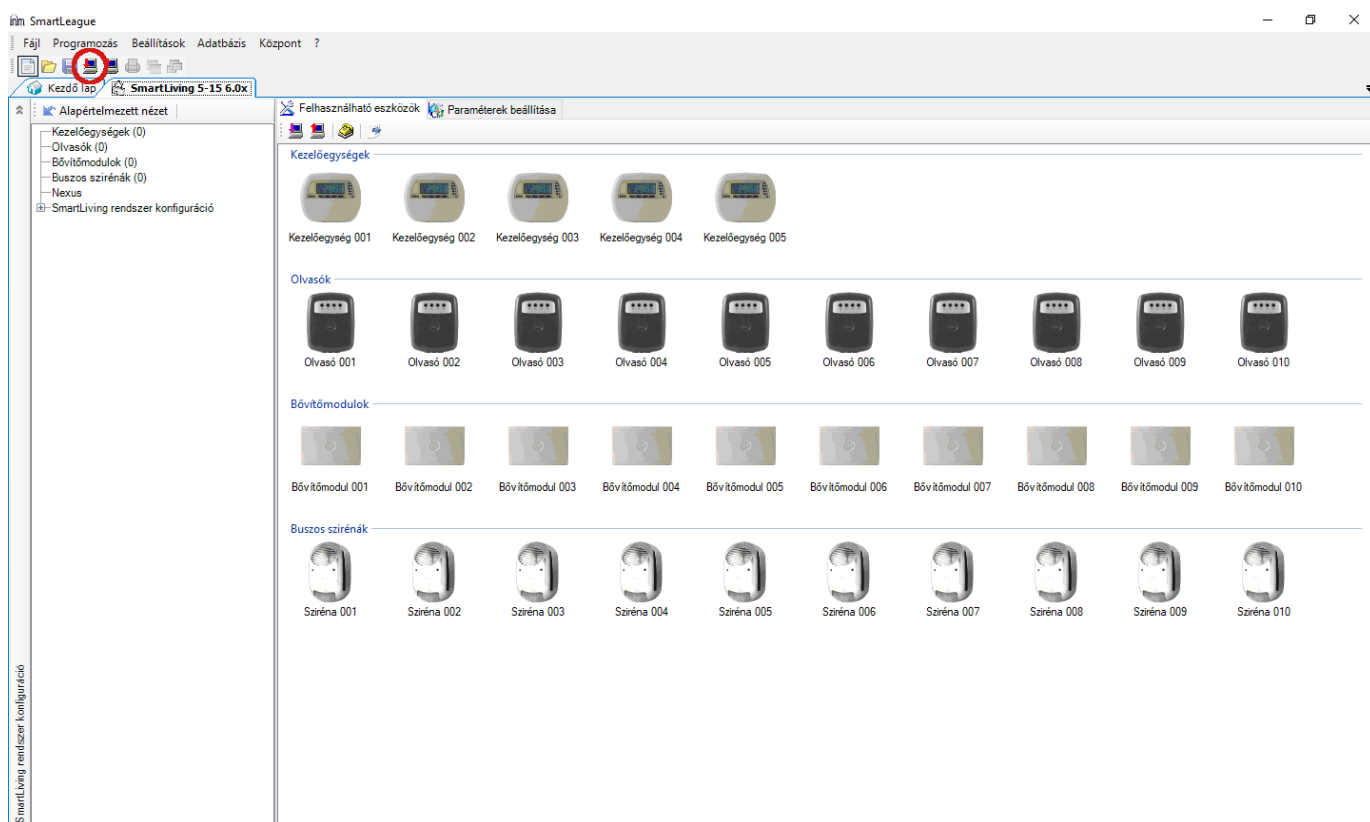 inim SmartLeague
Fájl Programozás Beállítások Adatbázis Központ ?
Kezdő lap SmartLiving 5-15 6.0x
Alapértelmezett nézet
Kezelőegységek (0)
Olvasók (0)
Bővítőmodulok (0)
Buszos szirénák (0)
Nexus
SmartLiving rendszer konfiguráció
SmartLiving rendszer konfiguráció
Felhasználható eszközök Paraméterek beállítása
Kezelőegységek
Kezelőegység 001 Kezelőegység 002 Kezelőegység 003 Kezelőegység 004 Kezelőegység 005
Olvasók
Olvasó 001 Olvasó 002 Olvasó 003 Olvasó 004 Olvasó 005 Olvasó 006 Olvasó 007 Olvasó 008 Olvasó 009 Olvasó 010
Bővítőmodulok
Bővítőmodul 001 Bővítőmodul 002 Bővítőmodul 003 Bővítőmodul 004 Bővítőmodul 005 Bővítőmodul 006 Bővítőmodul 007 Bővítőmodul 008 Bővítőmodul 009 Bővítőmodul 010
Buszos szirénák
Sziréna 001 Sziréna 002 Sziréna 003 Sziréna 004 Sziréna 005 Sziréna 006 Sziréna 007 Sziréna 008 Sziréna 009 Sziréna 010